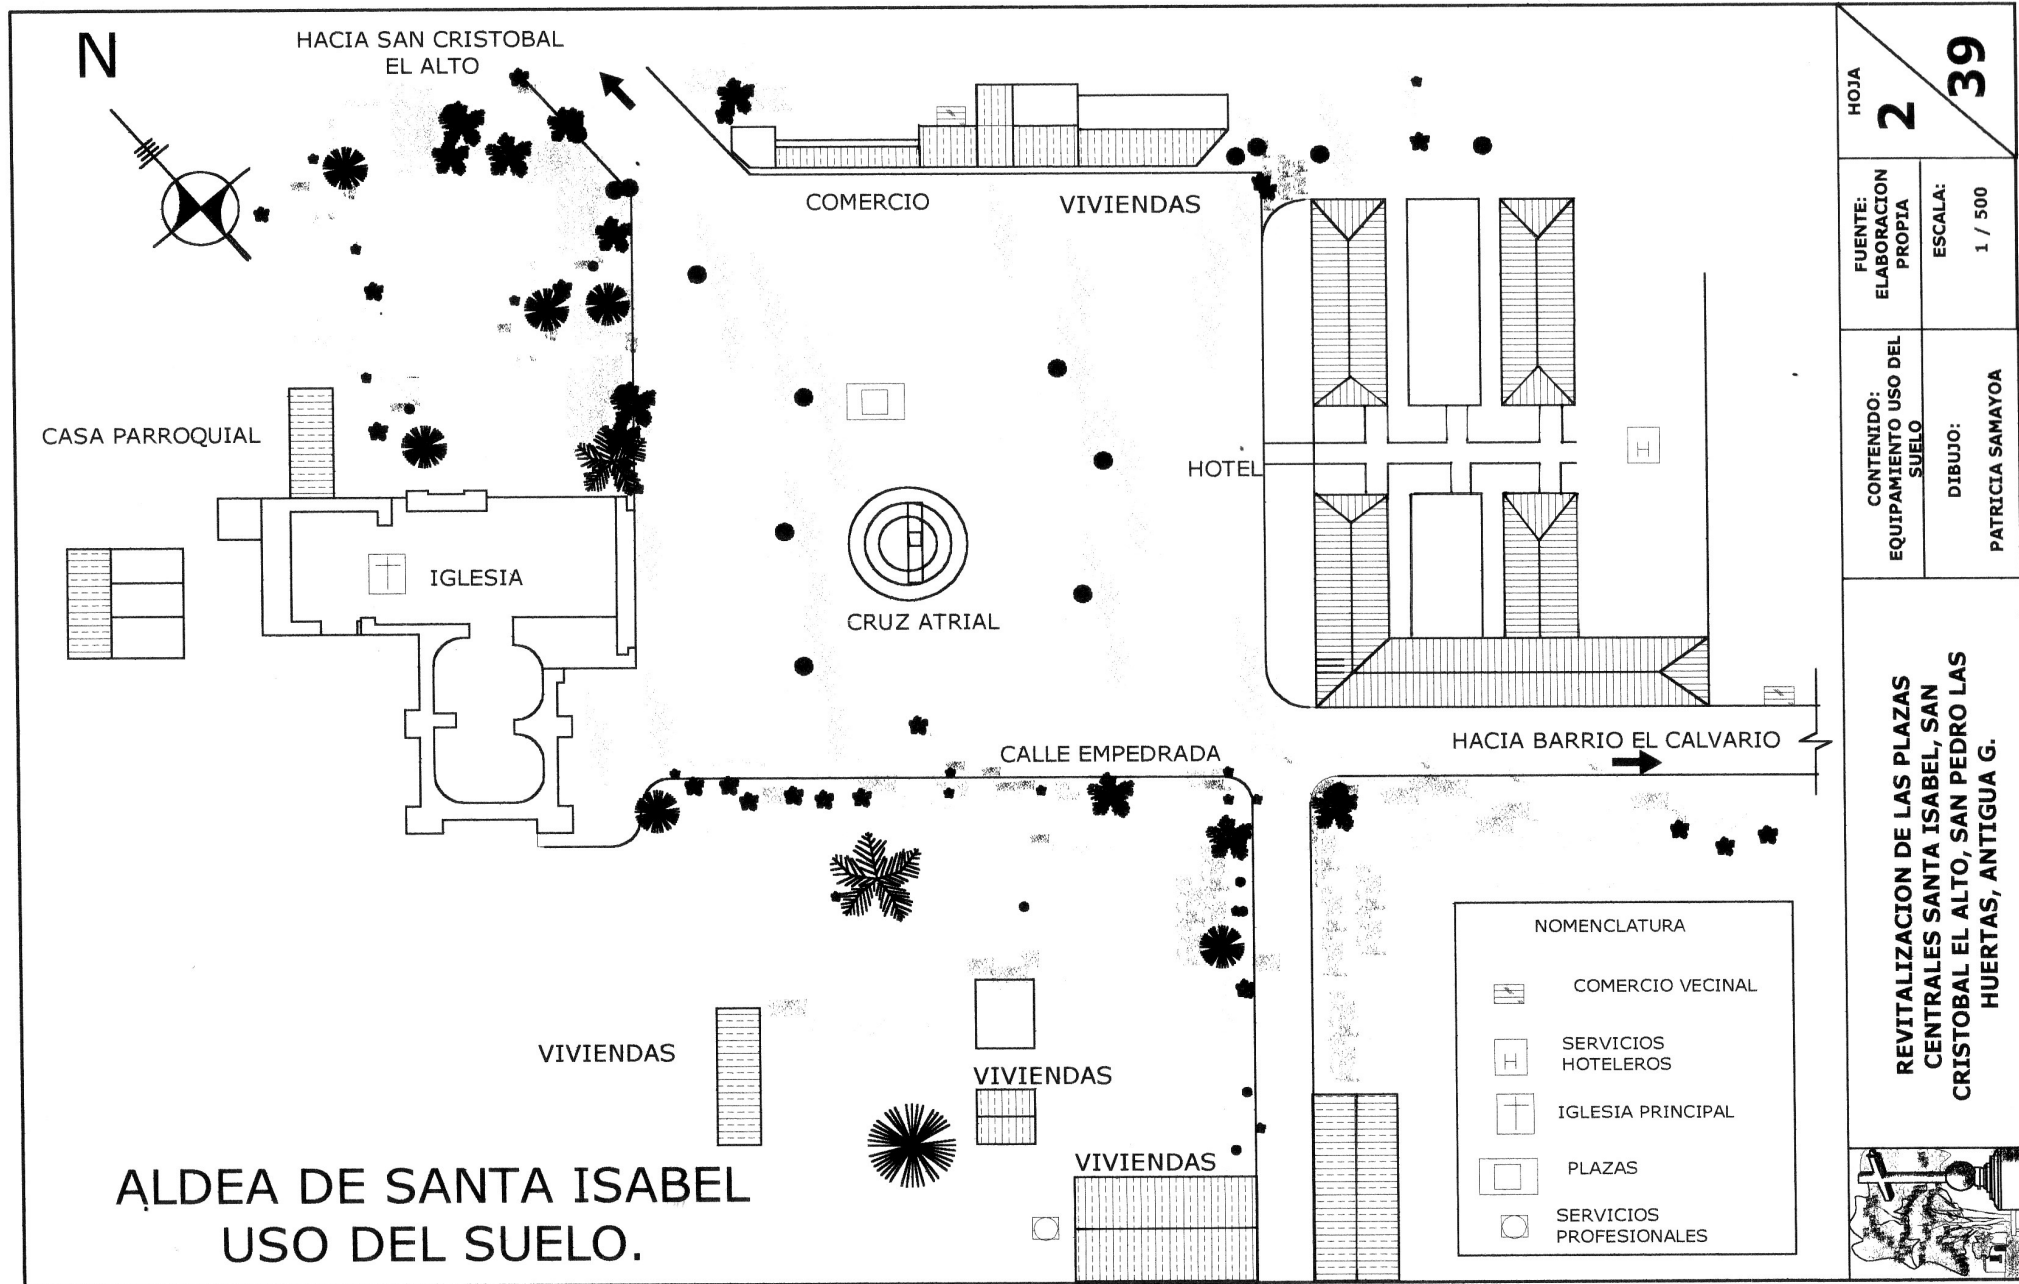 N
HACIA SAN CRISTOBAL
EL ALTO
COMERCIO
VIVIENDAS
CASA PARROQUIAL
HOTEL
H
IGLESIA
CRUZ ATRIAL
CALLE EMPEDRADA
HACIA BARRIO EL CALVARIO
VIVIENDAS
VIVIENDAS
VIVIENDAS
ALDEA DE SANTA ISABEL
USO DEL SUELO.
NOMENCLATURA
COMERCIO VECINAL
H
SERVICIOS
HOTELEROS
IGLESIA PRINCIPAL
PLAZAS
SERVICIOS
PROFESIONALES
HOJA
2
39
FUENTE:
ELABORACION
PROPIA
ESCALA:
1 / 500
CONTENIDO:
EQUIPAMIENTO USO DEL
SUELO
DIBUJO:
PATRICIA SAMAYOA
REVITALIZACION DE LAS PLAZAS
CENTRALES SANTA ISABEL, SAN
CRISTOBAL EL ALTO, SAN PEDRO LAS
HUERTAS, ANTIGUA G.